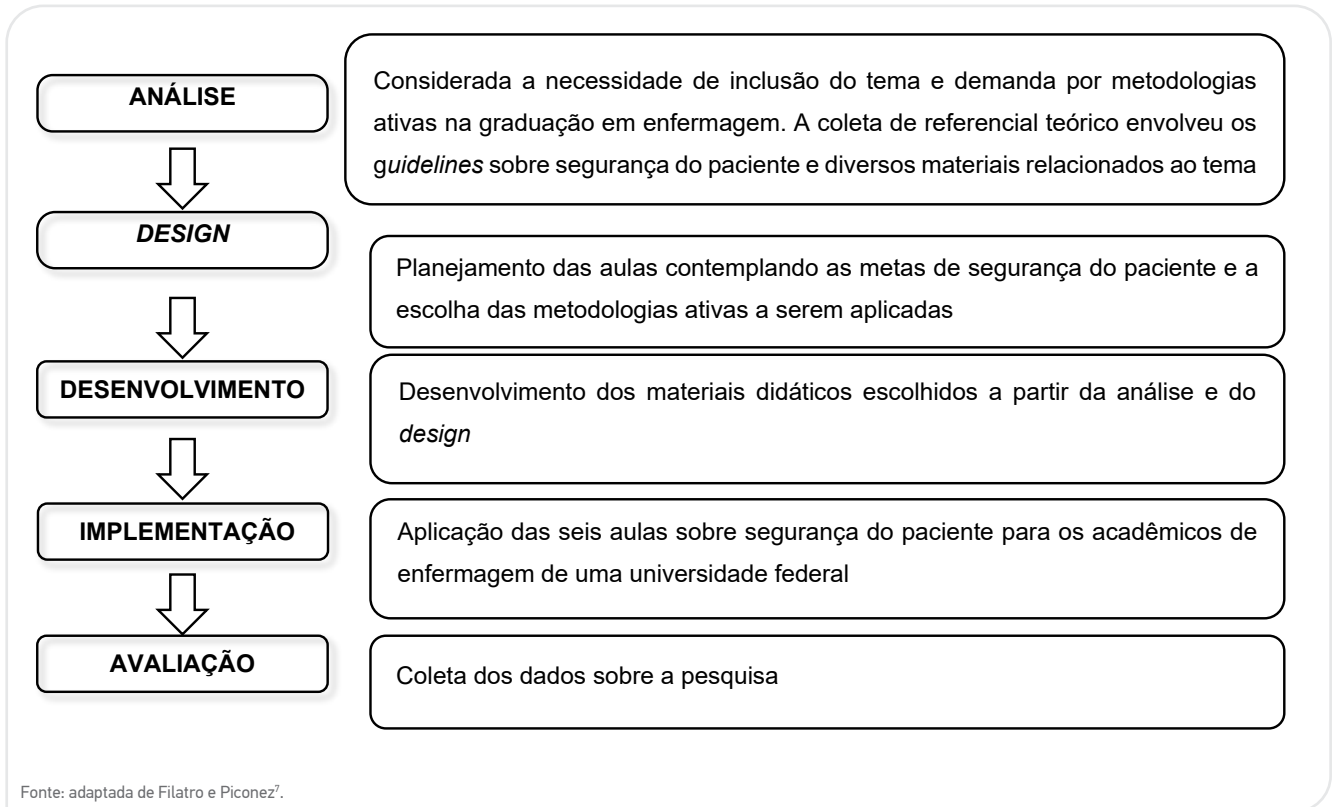 ANÁLISE
Considerada a necessidade de inclusão do tema e demanda por metodologias
ativas na graduação em enfermagem. A coleta de referencial teórico envolveu os
guidelines sobre segurança do paciente e diversos materiais relacionados ao tema
DESIGN
Planejamento das aulas contemplando as metas de segurança do paciente e a
escolha das metodologias ativas a serem aplicadas
DESENVOLVIMENTO
Desenvolvimento dos materiais didáticos escolhidos a partir da análise e do
design
IMPLEMENTAÇÃO
Aplicação das seis aulas sobre segurança do paciente para os acadêmicos de
enfermagem de uma universidade federal
AVALIAÇÃO
Coleta dos dados sobre a pesquisa
Fonte: adaptada de Filatro e Piconez⁷.